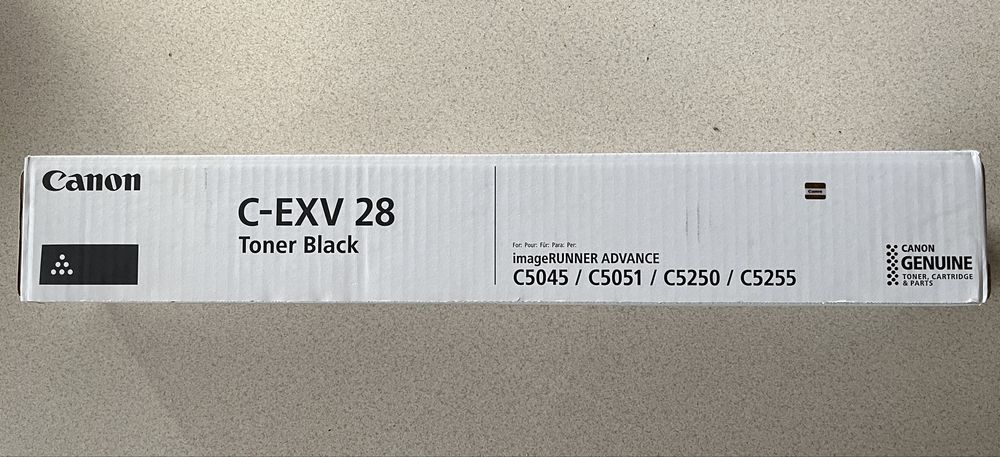 Canon
C-EXV 28
Toner Black
For: Pour: Für: Para: Per:
imageRUNNER ADVANCE
C5045 / C5051 / C5250 / C5255
Canon
CANON
GENUINE
TONER, CARTRIDGE
& PARTS